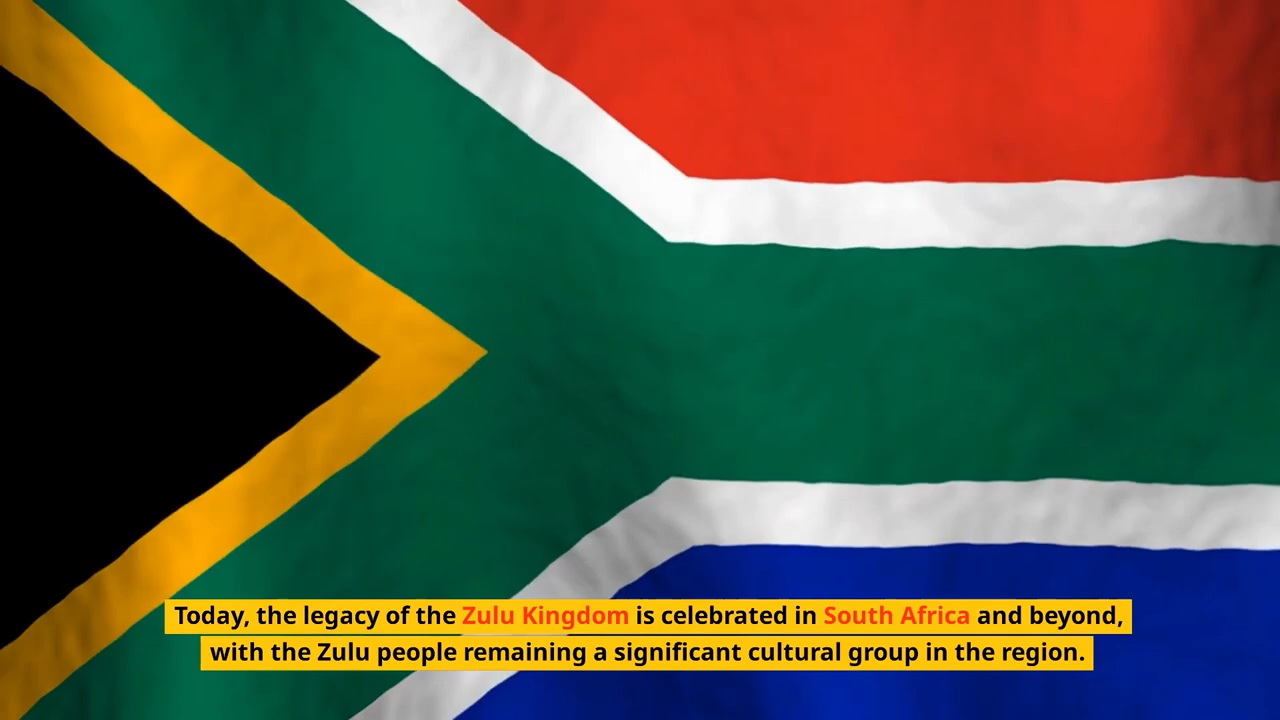 Today, the legacy of the Zulu Kingdom is celebrated in South Africa and beyond,
with the Zulu people remaining a significant cultural group in the region.